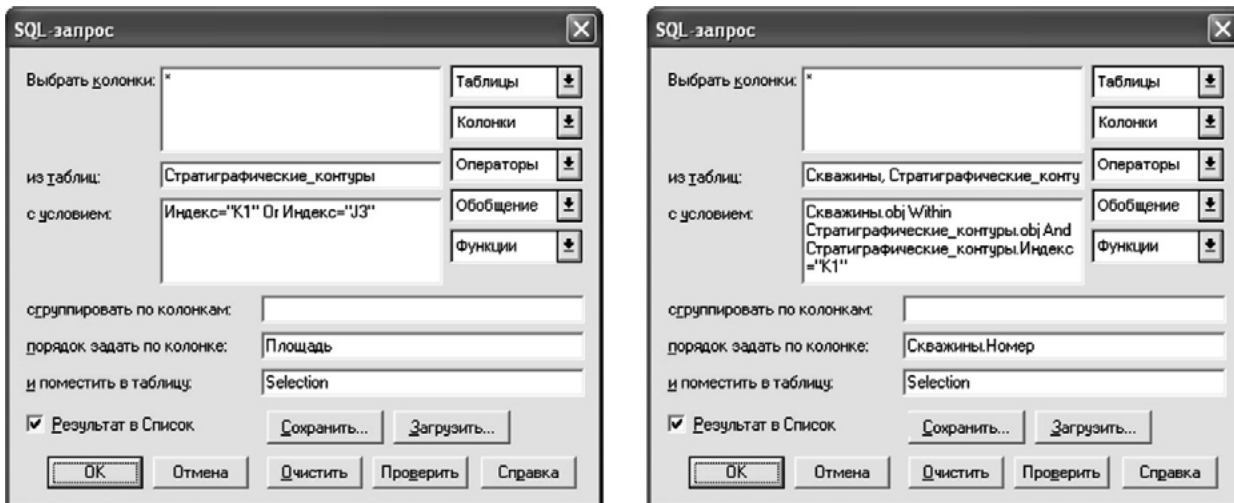 SQL-запрос
Выбрать колонки: *
Таблицы
Колонки
Операторы
Обобщение
Функции
из таблиц: Стратиграфические_контуры
с условием: Индекс="K1" Or Индекс="J3"
сгруппировать по колонкам:
порядок задать по колонке: Площадь
и поместить в таблицу: Selection
Результат в Список
Сохранить... Загрузить...
OK Отмена Очистить Проверить Справка
SQL-запрос
Выбрать колонки: *
Таблицы
Колонки
Операторы
Обобщение
Функции
из таблиц: Скважины, Стратиграфические_конту
с условием: Скважины.obj Within
Стратиграфические_контуры.obj And
Стратиграфические_контуры.Индекс
="K1"
сгруппировать по колонкам:
порядок задать по колонке: Скважины.Номер
и поместить в таблицу: Selection
Результат в Список
Сохранить... Загрузить...
OK Отмена Очистить Проверить Справка